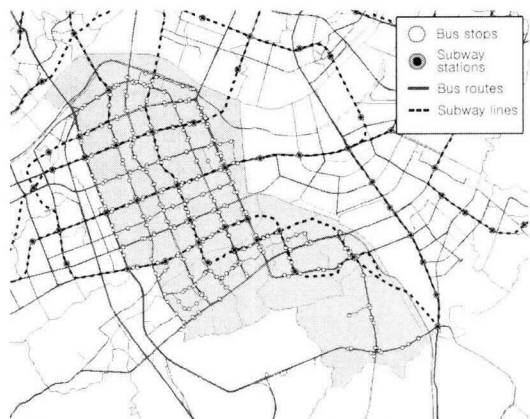 Bus stops
Subway
stations
Bus routes
Subway lines